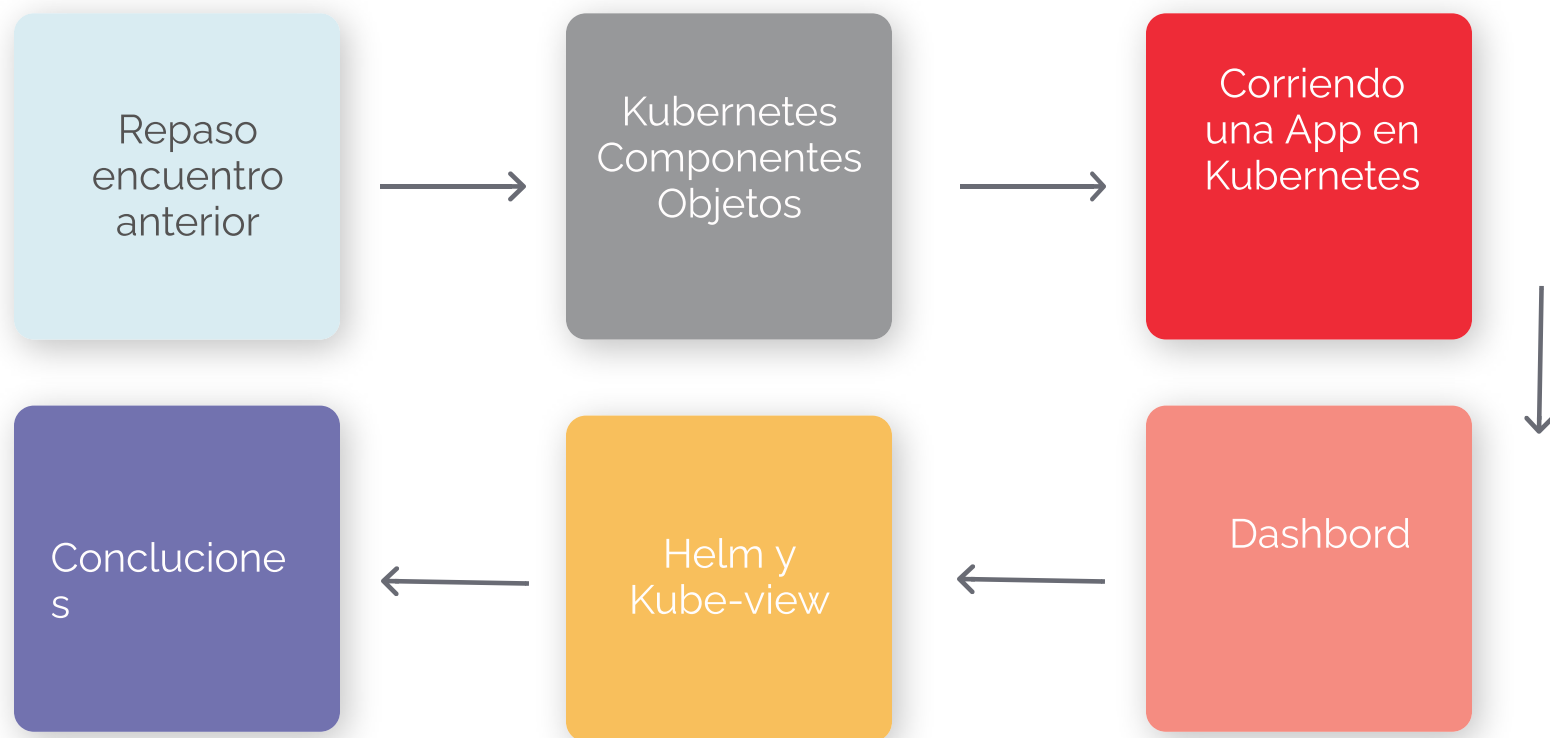 Repaso
encuentro
anterior
Kubernetes
Componentes
Objetos
Corriendo
una App en
Kubernetes
Dashbord
Helm y
Kube-view
Conclucione
s